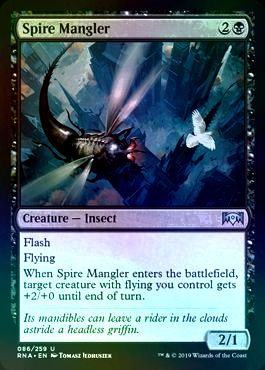 Spire Mangler 2
Creature — Insect
Flash
Flying
When Spire Mangler enters the battlefield,
target creature with flying you control gets
+2/+0 until end of turn.
Its mandibles can leave a rider in the clouds
astride a headless griffin.
2/1
086/259 U
RNA • EN Tomasz Jedruszek
™ & © 2019 Wizards of the Coast